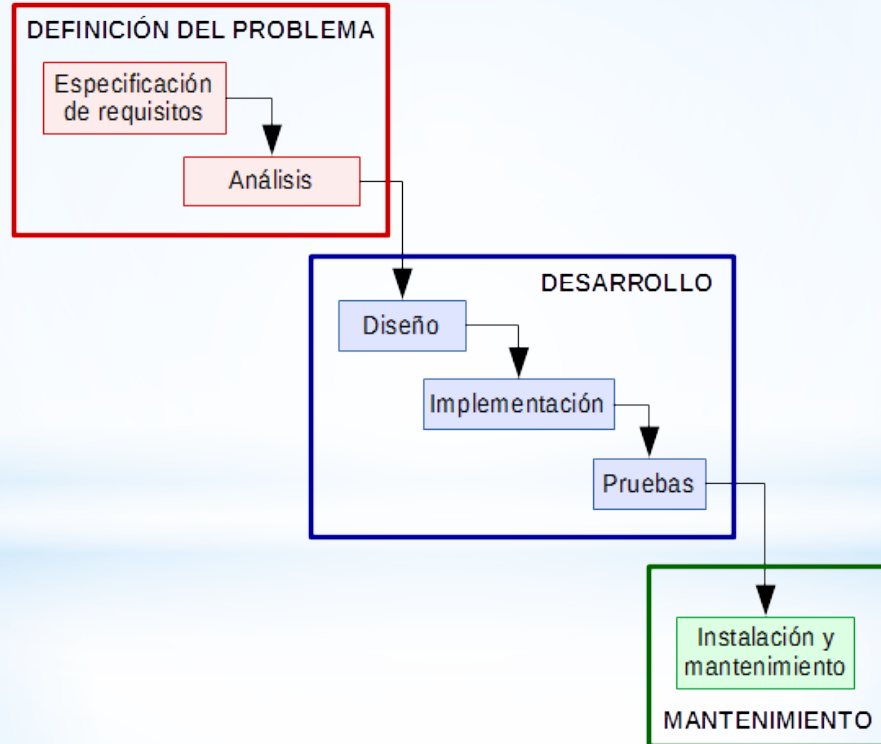 DEFINICIÓN DEL PROBLEMA
Especificación
de requisitos
Análisis
DESARROLLO
Diseño
Implementación
Pruebas
Instalación y
mantenimiento
MANTENIMIENTO